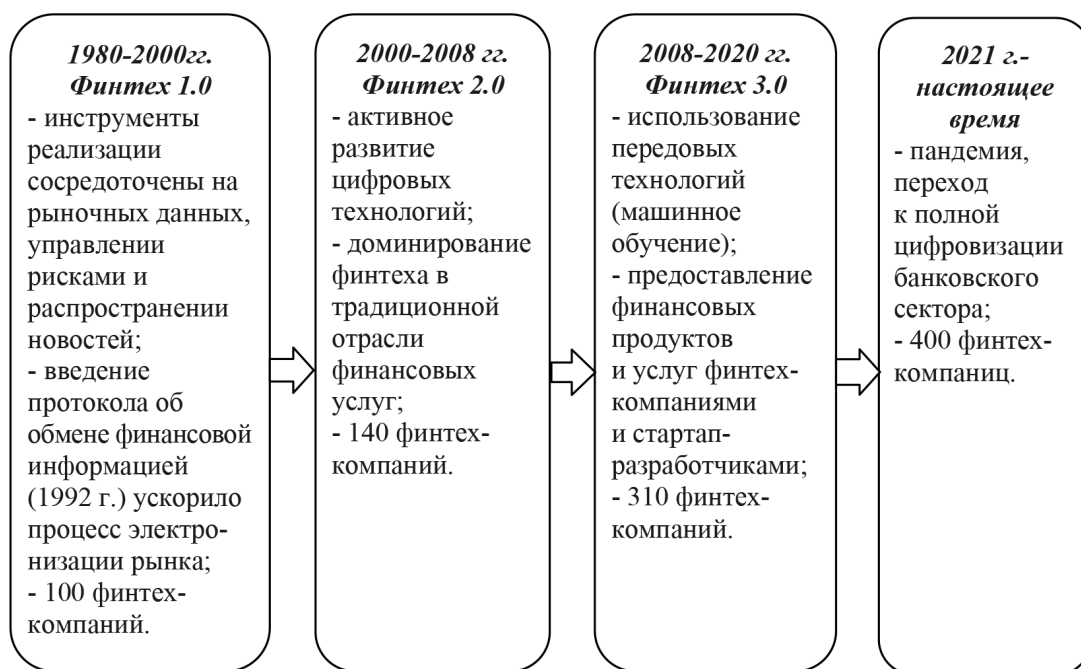 1980-2000гг.
Финтех 1.0
- инструменты
реализации
сосредоточены на
рыночных данных,
управлении
рисками и
распространении
новостей;
- введение
протокола об
обмене финансовой
информацией
(1992 г.) ускорило
процесс электро-
низации рынка;
- 100 финтех-
компаний.
2000-2008 гг.
Финтех 2.0
- активное
развитие
цифровых
технологий;
- доминирование
финтеха в
традиционной
отрасли
финансовых
услуг;
- 140 финтех-
компаний.
2008-2020 гг.
Финтех 3.0
- использование
передовых
технологий
(машинное
обучение);
- предоставление
финансовых
продуктов
и услуг финтех-
компаниями
и стартап-
разработчиками;
- 310 финтех-
компаний.
2021 г.-
настоящее
время
- пандемия,
переход
к полной
цифровизации
банковского
сектора;
- 400 финтех-
компаниц.